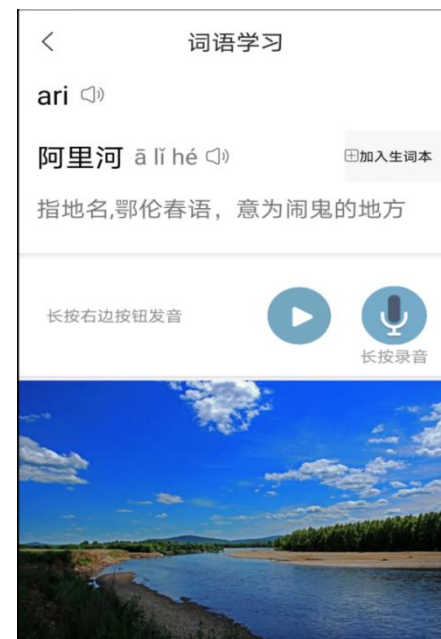 词语学习
ari
阿里河 ā lǐ hé
加入生词本
指地名,鄂伦春语，意为闹鬼的地方
长按右边按钮发音
长按录音